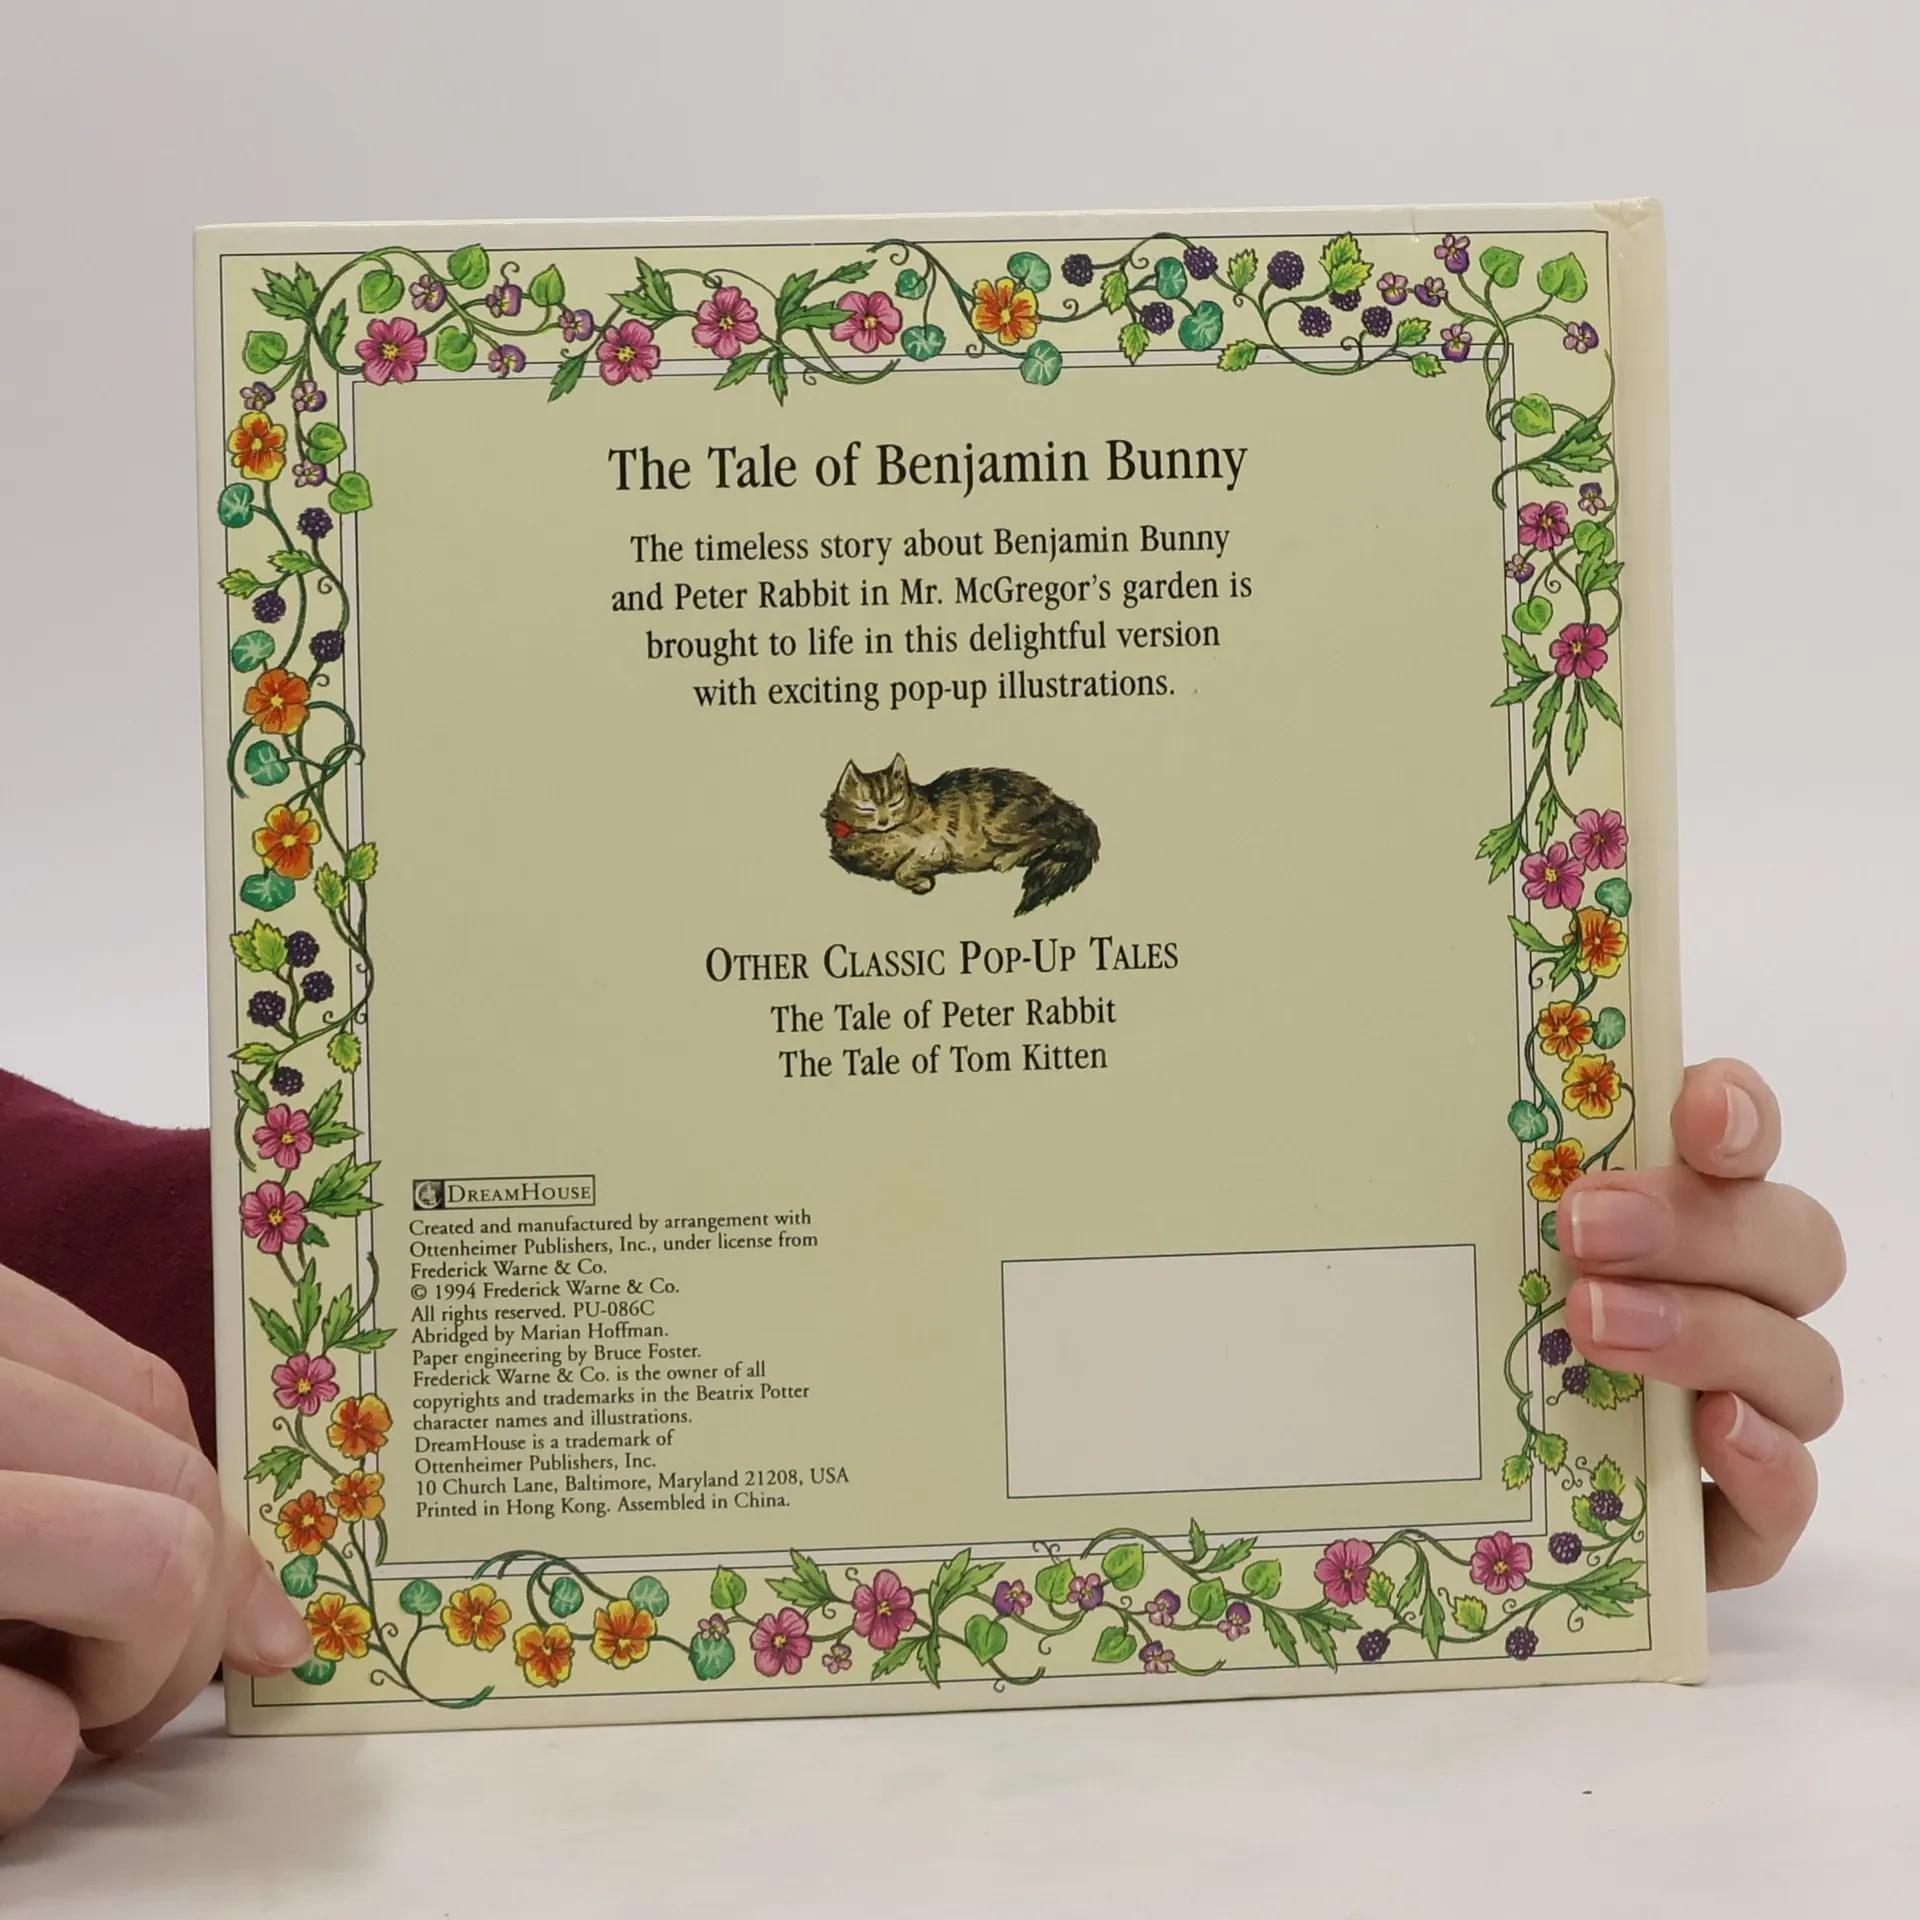 The Tale of Benjamin Bunny
The timeless story about Benjamin Bunny
and Peter Rabbit in Mr. McGregor's garden is
brought to life in this delightful version
with exciting pop-up illustrations.
OTHER CLASSIC POP-UP TALES
The Tale of Peter Rabbit
The Tale of Tom Kitten
DREAMHOUSE
Created and manufactured by arrangement with
Ottenheimer Publishers, Inc., under license from
Frederick Warne & Co.
© 1994 Frederick Warne & Co.
All rights reserved. PU-086C
Abridged by Marian Hoffman.
Paper engineering by Bruce Foster.
Frederick Warne & Co. is the owner of all
copyrights and trademarks in the Beatrix Potter
character names and illustrations.
DreamHouse is a trademark of
Ottenheimer Publishers, Inc.
10 Church Lane, Baltimore, Maryland 21208, USA
Printed in Hong Kong. Assembled in China.